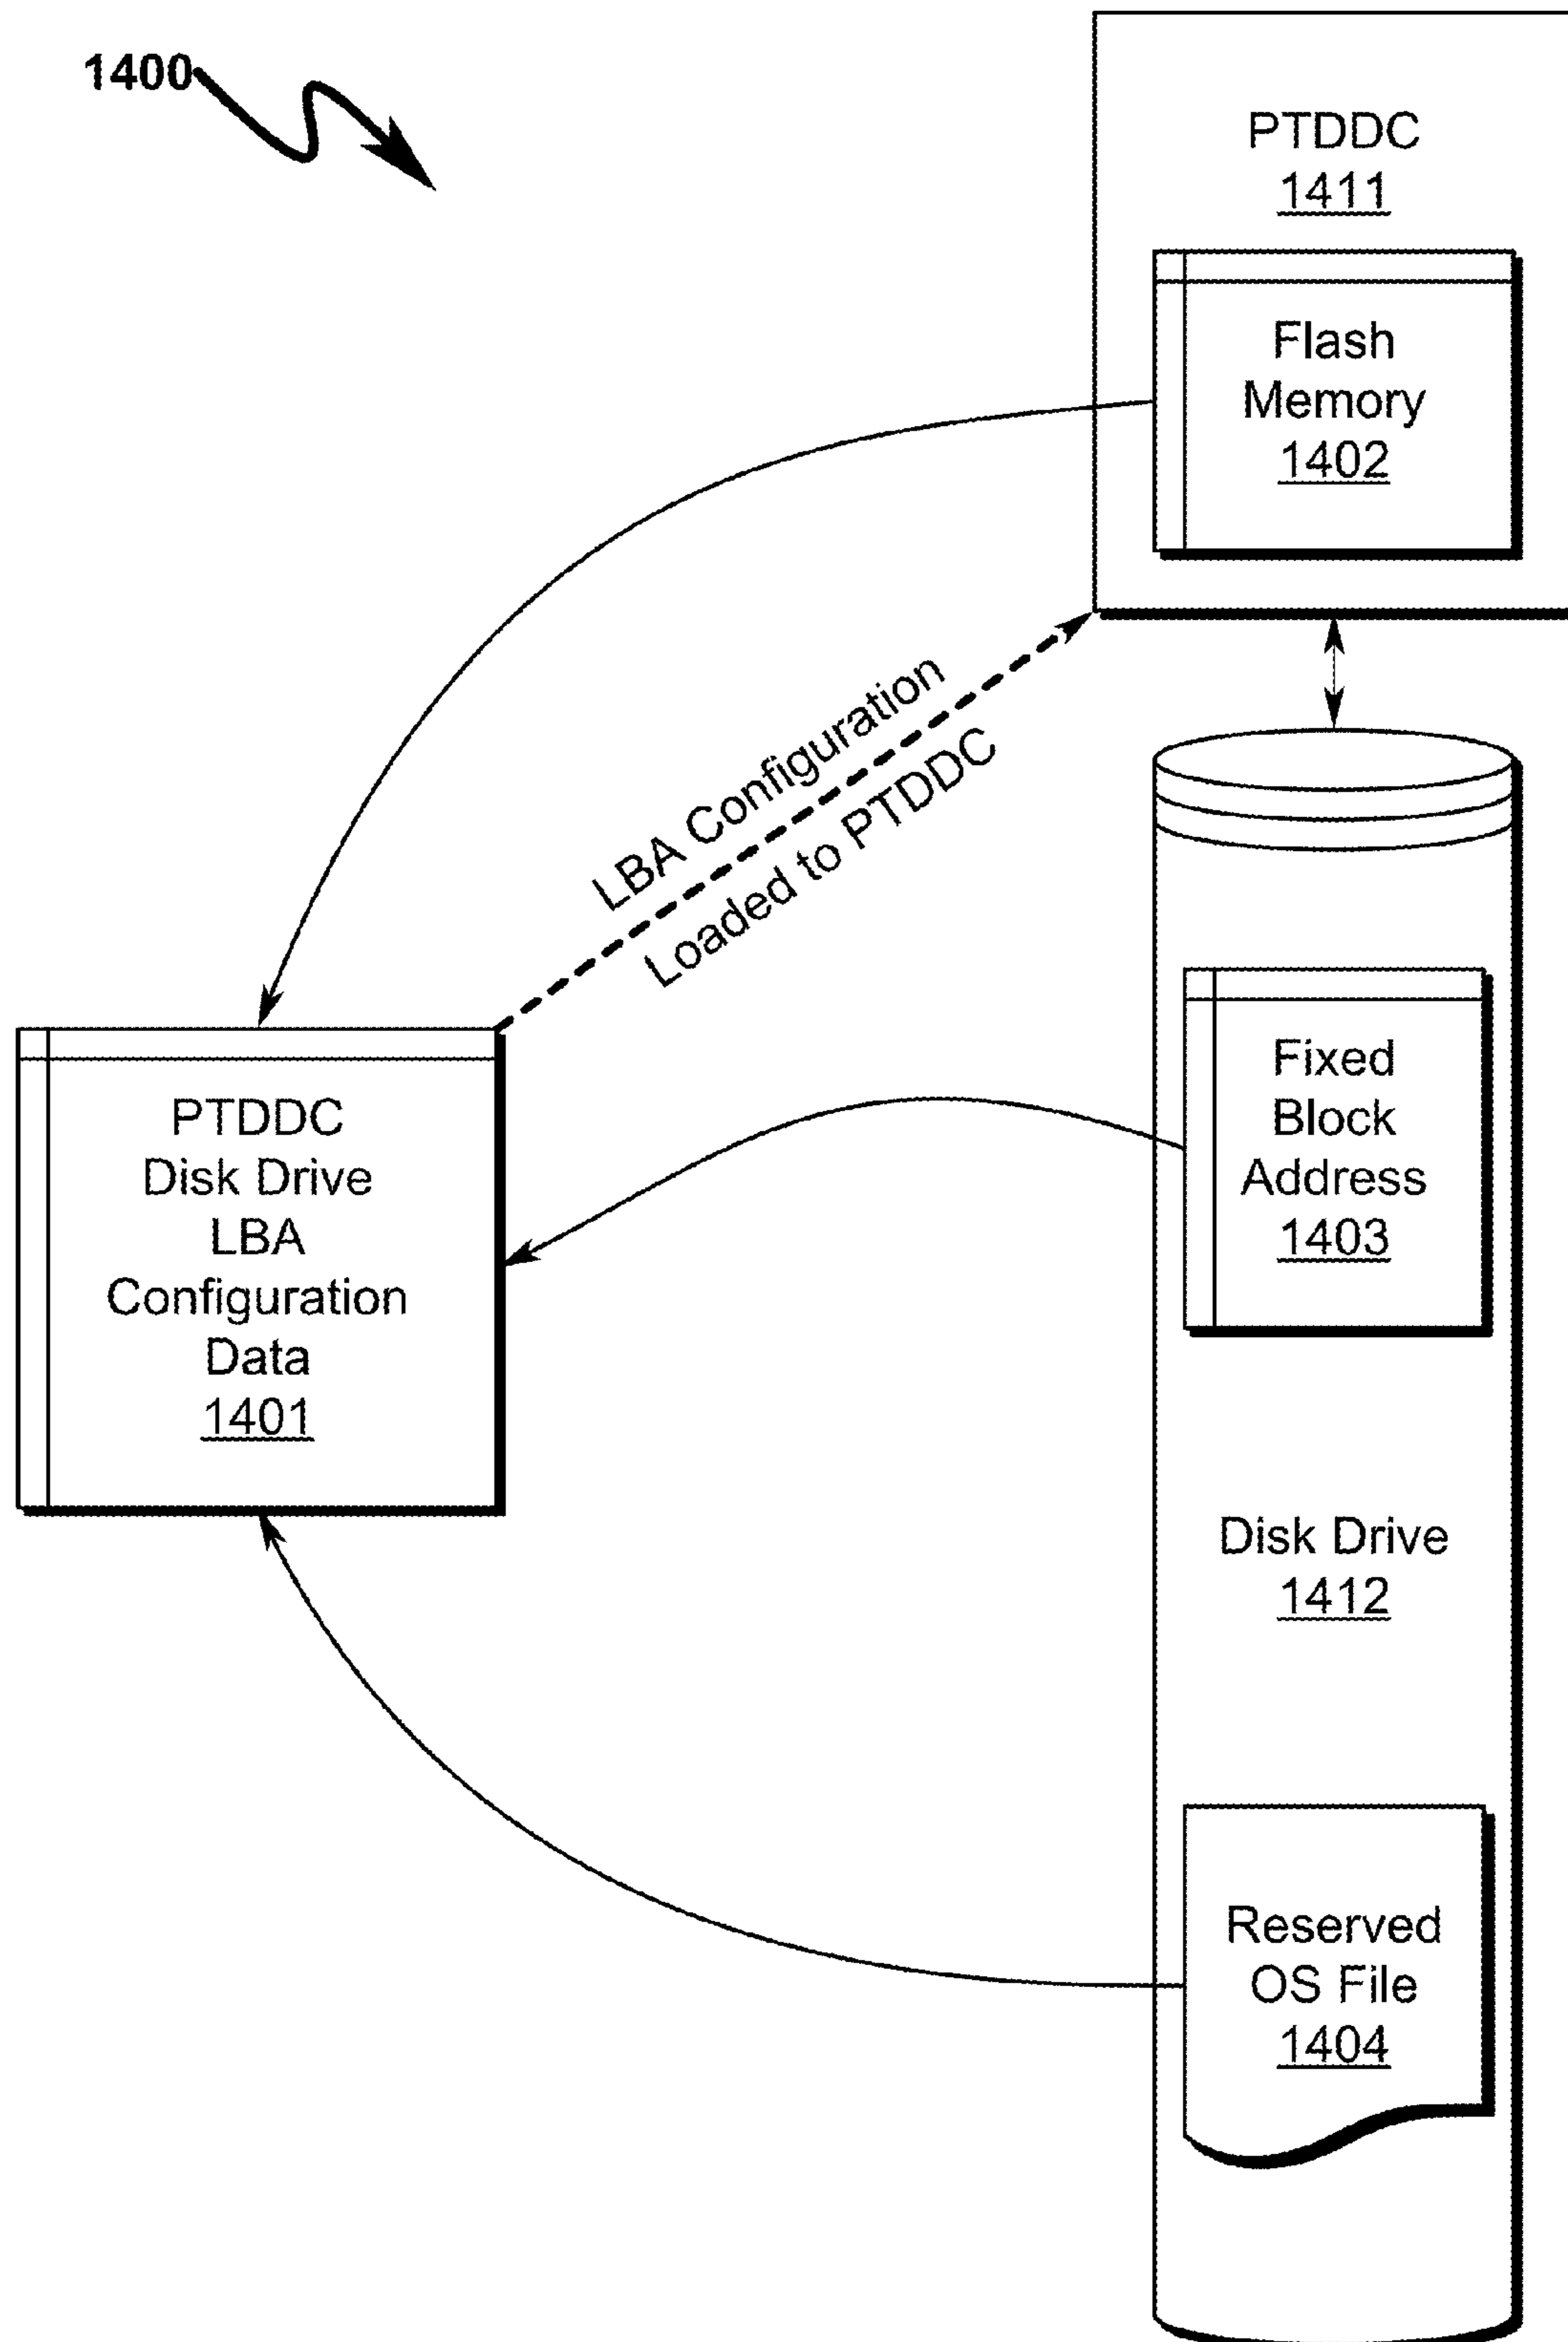 1400
PTDDC
1411
Flash
Memory
1402
LBA Configuration
Loaded to PTDDC
PTDDC
Disk Drive
LBA
Configuration
Data
1401
Fixed
Block
Address
1403
Disk Drive
1412
Reserved
OS File
1404